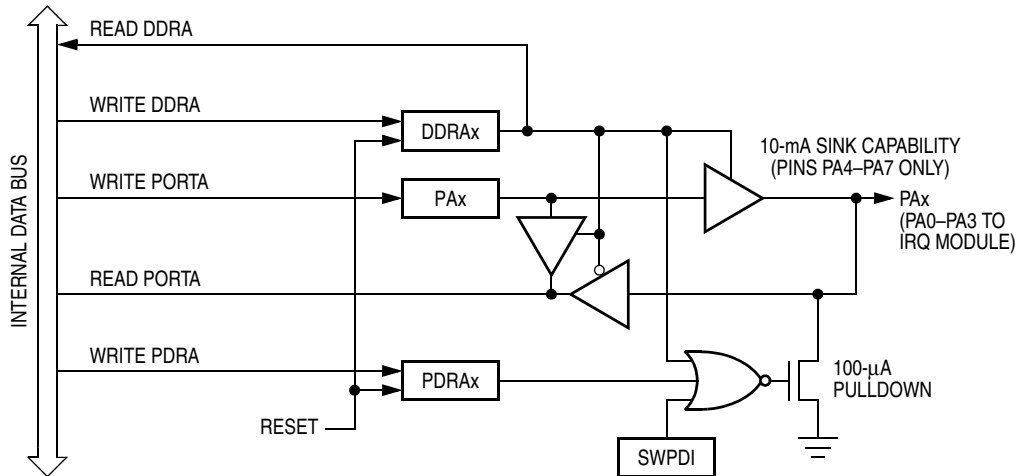 READ DDRA
WRITE DDRA
DDRAx
10-mA SINK CAPABILITY
(PINS PA4–PA7 ONLY)
WRITE PORTA
PAx
PAx
(PA0–PA3 TO
IRQ MODULE)
INTERNAL DATA BUS
READ PORTA
WRITE PDRA
PDRAx
100-µA
PULLDOWN
RESET
SWPDI